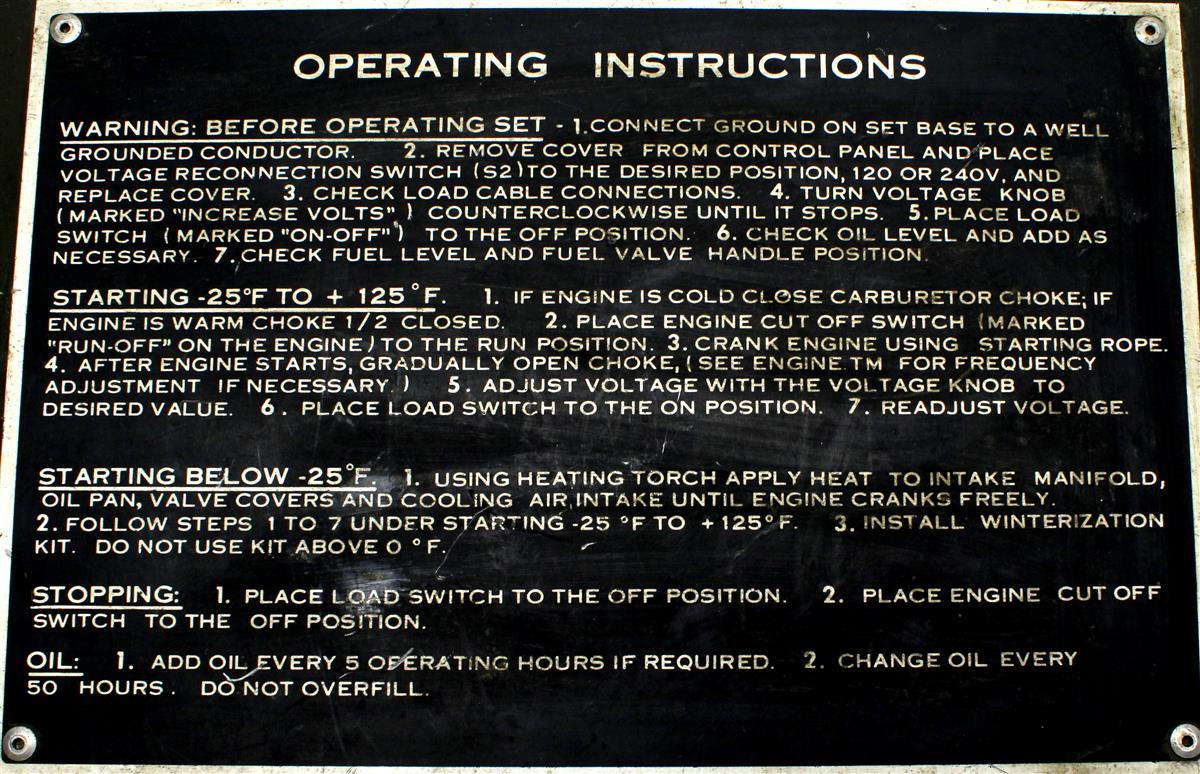 OPERATING INSTRUCTIONS
WARNING: BEFORE OPERATING SET - 1. CONNECT GROUND ON SET BASE TO A WELL
GROUNDED CONDUCTOR. 2. REMOVE COVER FROM CONTROL PANEL AND PLACE
VOLTAGE RECONNECTION SWITCH (S2) TO THE DESIRED POSITION, 120 OR 240V, AND
REPLACE COVER. 3. CHECK LOAD CABLE CONNECTIONS. 4. TURN VOLTAGE KNOB
(MARKED "INCREASE VOLTS") COUNTERCLOCKWISE UNTIL IT STOPS. 5. PLACE LOAD
SWITCH (MARKED "ON-OFF") TO THE OFF POSITION. 6. CHECK OIL LEVEL AND ADD AS
NECESSARY. 7. CHECK FUEL LEVEL AND FUEL VALVE HANDLE POSITION.
STARTING -25°F TO + 125°F. 1. IF ENGINE IS COLD CLOSE CARBURETOR CHOKE; IF
ENGINE IS WARM CHOKE 1/2 CLOSED. 2. PLACE ENGINE CUT OFF SWITCH (MARKED
"RUN-OFF" ON THE ENGINE) TO THE RUN POSITION. 3. CRANK ENGINE USING STARTING ROPE.
4. AFTER ENGINE STARTS, GRADUALLY OPEN CHOKE, (SEE ENGINE TM FOR FREQUENCY
ADJUSTMENT IF NECESSARY.) 5. ADJUST VOLTAGE WITH THE VOLTAGE KNOB TO
DESIRED VALUE. 6. PLACE LOAD SWITCH TO THE ON POSITION. 7. READJUST VOLTAGE.
STARTING BELOW -25°F. 1. USING HEATING TORCH APPLY HEAT TO INTAKE MANIFOLD,
OIL PAN, VALVE COVERS AND COOLING AIR INTAKE UNTIL ENGINE CRANKS FREELY.
2. FOLLOW STEPS 1 TO 7 UNDER STARTING -25 °F TO +125°F. 3. INSTALL WINTERIZATION
KIT. DO NOT USE KIT ABOVE 0 °F.
STOPPING: 1. PLACE LOAD SWITCH TO THE OFF POSITION. 2. PLACE ENGINE CUT OFF
SWITCH TO THE OFF POSITION.
OIL: 1. ADD OIL EVERY 5 OPERATING HOURS IF REQUIRED. 2. CHANGE OIL EVERY
50 HOURS. DO NOT OVERFILL.